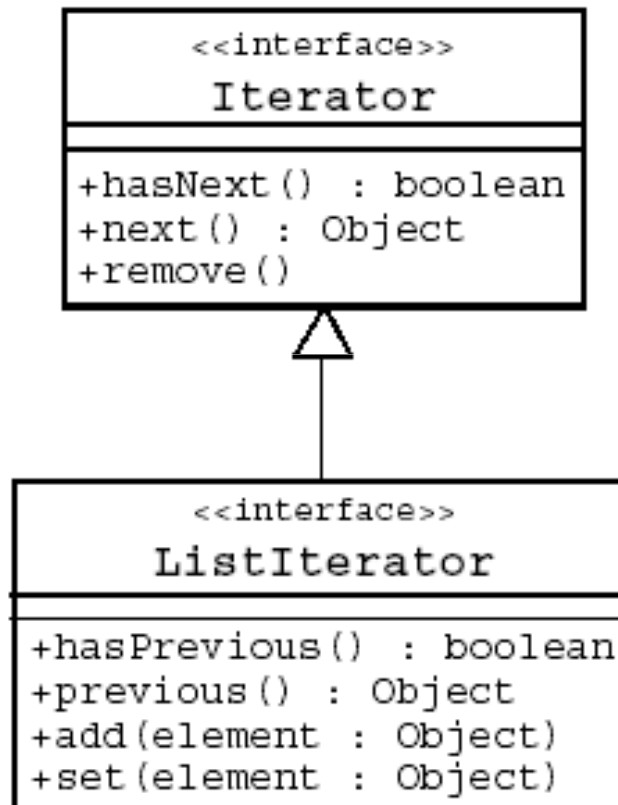 <<interface>>
Iterator
+hasNext() : boolean
+next() : Object
+remove()
<<interface>>
ListIterator
+hasPrevious() : boolean
+previous() : Object
+add(element : Object)
+set(element : Object)